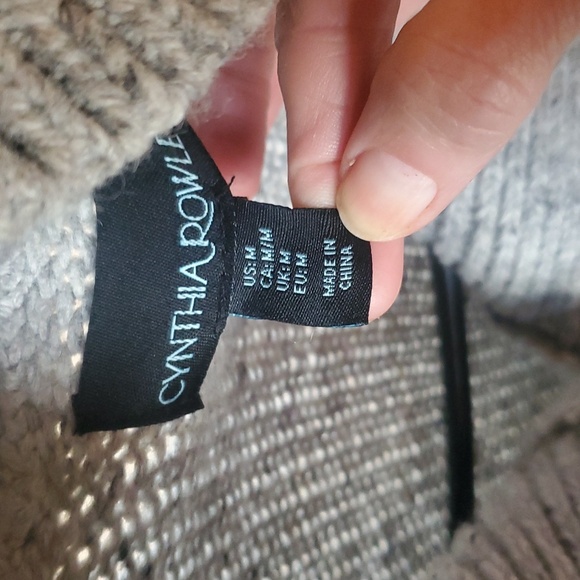 CYNTHIA ROWLE
US: M
CA: M/M
UK: M
EU: M
MADE IN
CHINA